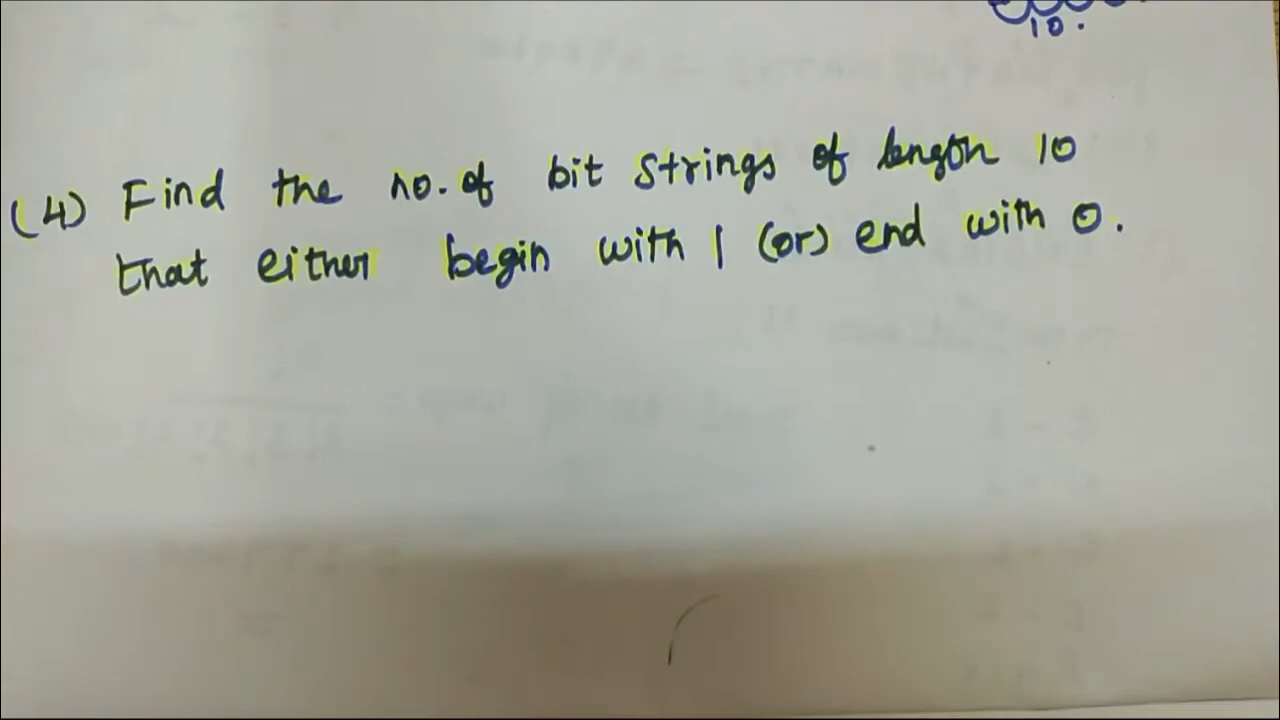 10.
(4) Find the no. of bit strings of length 10
that either begin with 1 (or) end with 0.